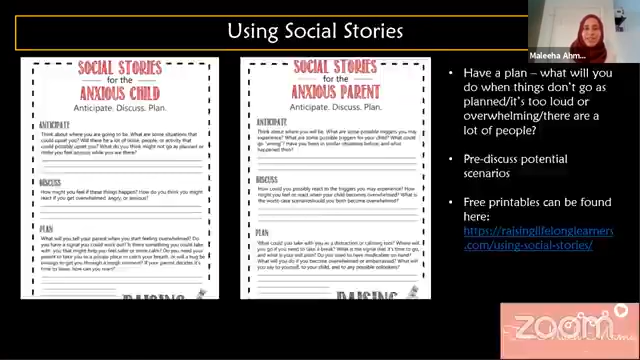 Using Social Stories
Maleeha Ahm...
SOCIAL STORIES
for the
ANXIOUS CHILD
Anticipate. Discuss. Plan.
ANTICIPATE
Think about where you are going to be. What are some situations that
could upset you? Will there be a lot of noise, people, or activity that
could possibly upset you? What do you think might not go as planned or
make you feel anxious while you are there?
DISCUSS
How might you feel if these things happen? How do you think you might
react if you get overwhelmed, angry, or anxious?
PLAN
What will you tell your parent when you start feeling overwhelmed? Do
you have a signal you could work out? Is there something you could take
with you that might help you feel safer or more calm? Do you need your
parent to take you to a private place to catch your breath, or will a hug be
enough to get you through a tough moment? If your parent decides it's
time to leave, how can you react?
RAISING
SOCIAL STORIES
for the
ANXIOUS PARENT
Anticipate. Discuss. Plan.
ANTICIPATE
Think about where you will be. What are some possible triggers you may
experience? What are some possible triggers for your child? What could
go "wrong"? Have you been in similar situations before, and what
happened then?
DISCUSS
How could you possibly react to the triggers you may experience? How
might you feel or react when your child becomes overwhelmed? What is
the worst-case scenario should you both become overwhelmed?
PLAN
What could you take with you as a distraction or calming tool? Where will
you go if you need to take a break? What is the signal that it's time to go,
and what is your exit plan? Do you need to have medication on hand?
What will you do if you become overwhelmed or embarrassed? What will
you say to yourself, to your child, and to any possible onlookers?
RAISING
• Have a plan – what will you
do when things don't go as
planned/it's too loud or
overwhelming/there are a
lot of people?
• Pre-discuss potential
scenarios
• Free printables can be found
here:
https://raisinglifelonglearners
.com/using-social-stories/
zoom